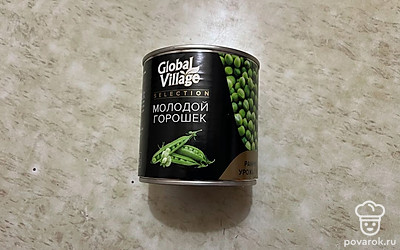 Global
Village
SELECTION
МОЛОДОЙ
ГОРОШЕК
povarok.ru